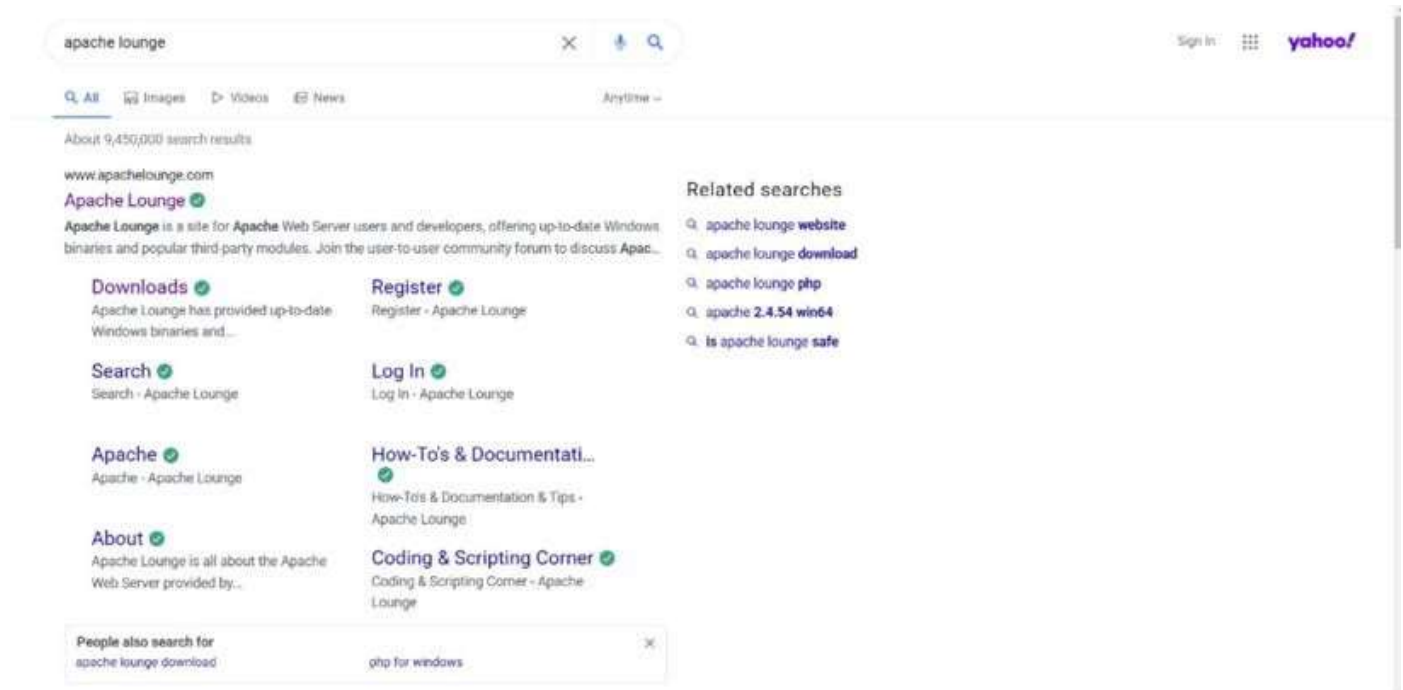 apache lounge
Sign In
yahoo!
All
Images
Videos
News
Anytime
About 9,450,000 search results
www.apachelounge.com
Apache Lounge
Apache Lounge is a site for Apache Web Server users and developers, offering up-to-date Windows
binaries and popular third-party modules. Join the user-to-user community forum to discuss Apac...
Downloads
Apache Lounge has provided up-to-date
Windows binaries and...
Register
Register - Apache Lounge
Search
Search - Apache Lounge
Log In
Log In - Apache Lounge
Apache
Apache - Apache Lounge
How-To's & Documentati...
How-To's & Documentation & Tips -
Apache Lounge
About
Apache Lounge is all about the Apache
Web Server provided by...
Coding & Scripting Corner
Coding & Scripting Corner - Apache
Lounge
People also search for
apache lounge download
php for windows
Related searches
apache lounge website
apache lounge download
apache lounge php
apache 2.4.54 win64
is apache lounge safe